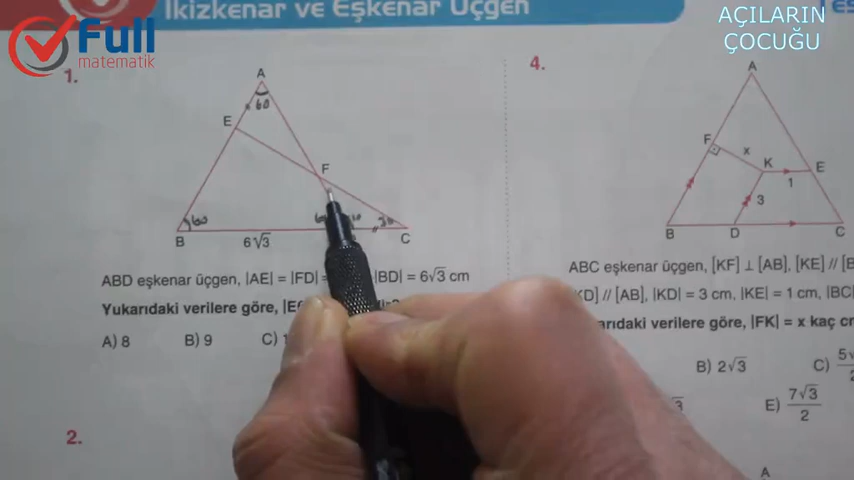 İkizkenar ve Eşkenar Üçgen
AÇILARIN
ÇOCUĞU
Full
matematik
1.
A
60
E
F
60
30
B
6√3
C
ABD eşkenar üçgen, |AE| = |FD| =
|BD| = 6√3 cm
Yukarıdaki verilere göre,
A) 8 B) 9 C)
2.
4.
A
F
x
K
E
1
3
B
D
C
ABC eşkenar üçgen, [KF] ⊥ [AB], [KE] //
[KD] // [AB], |KD| = 3 cm, |KE| = 1 cm, |BC|
verilere göre, |FK| = x kaç
B) 2√3 C)
E) 7√3/2
A